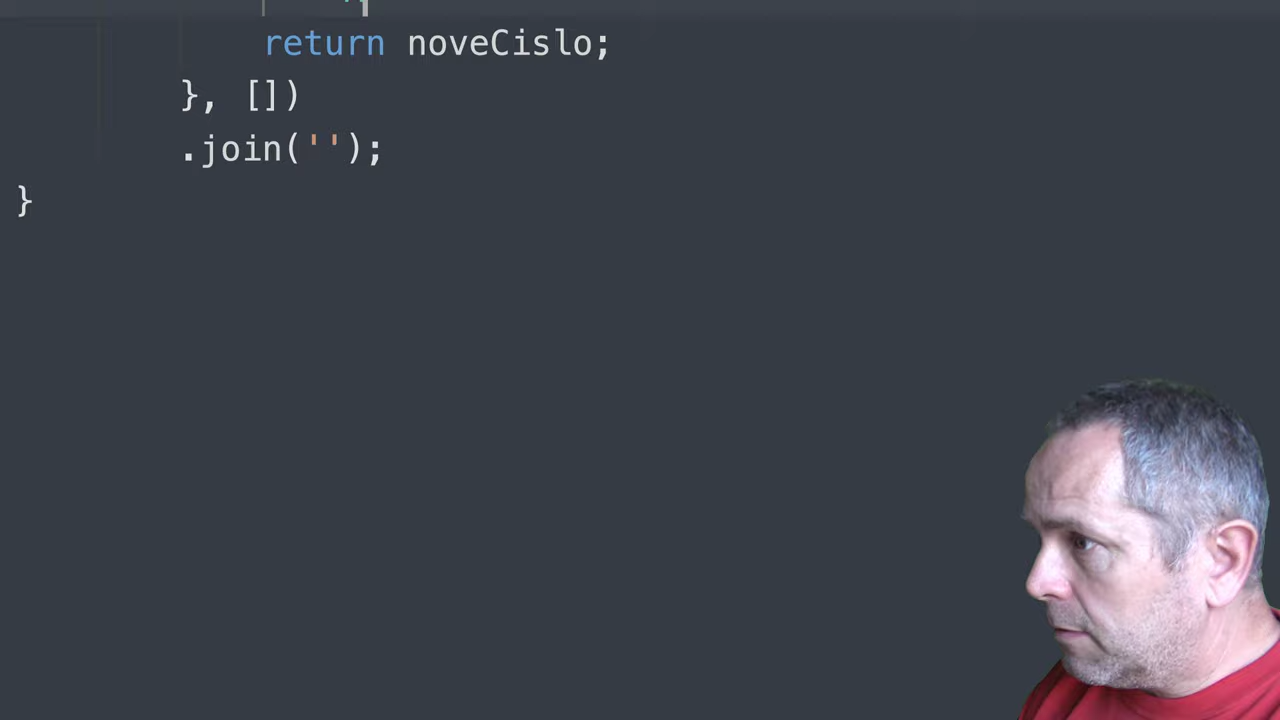 return noveCislo;
}, [])
.join('');
}